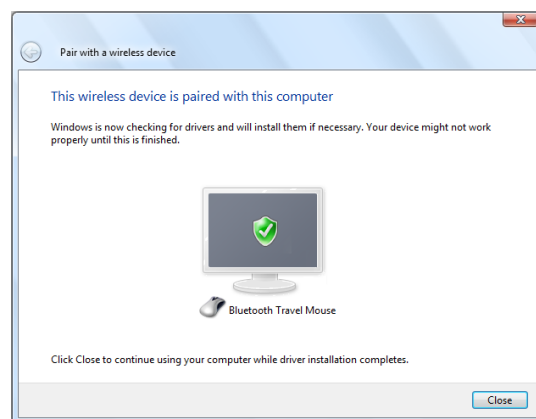 Pair with a wireless device
This wireless device is paired with this computer
Windows is now checking for drivers and will install them if necessary. Your device might not work
properly until this is finished.
Bluetooth Travel Mouse
Click Close to continue using your computer while driver installation completes.
Close